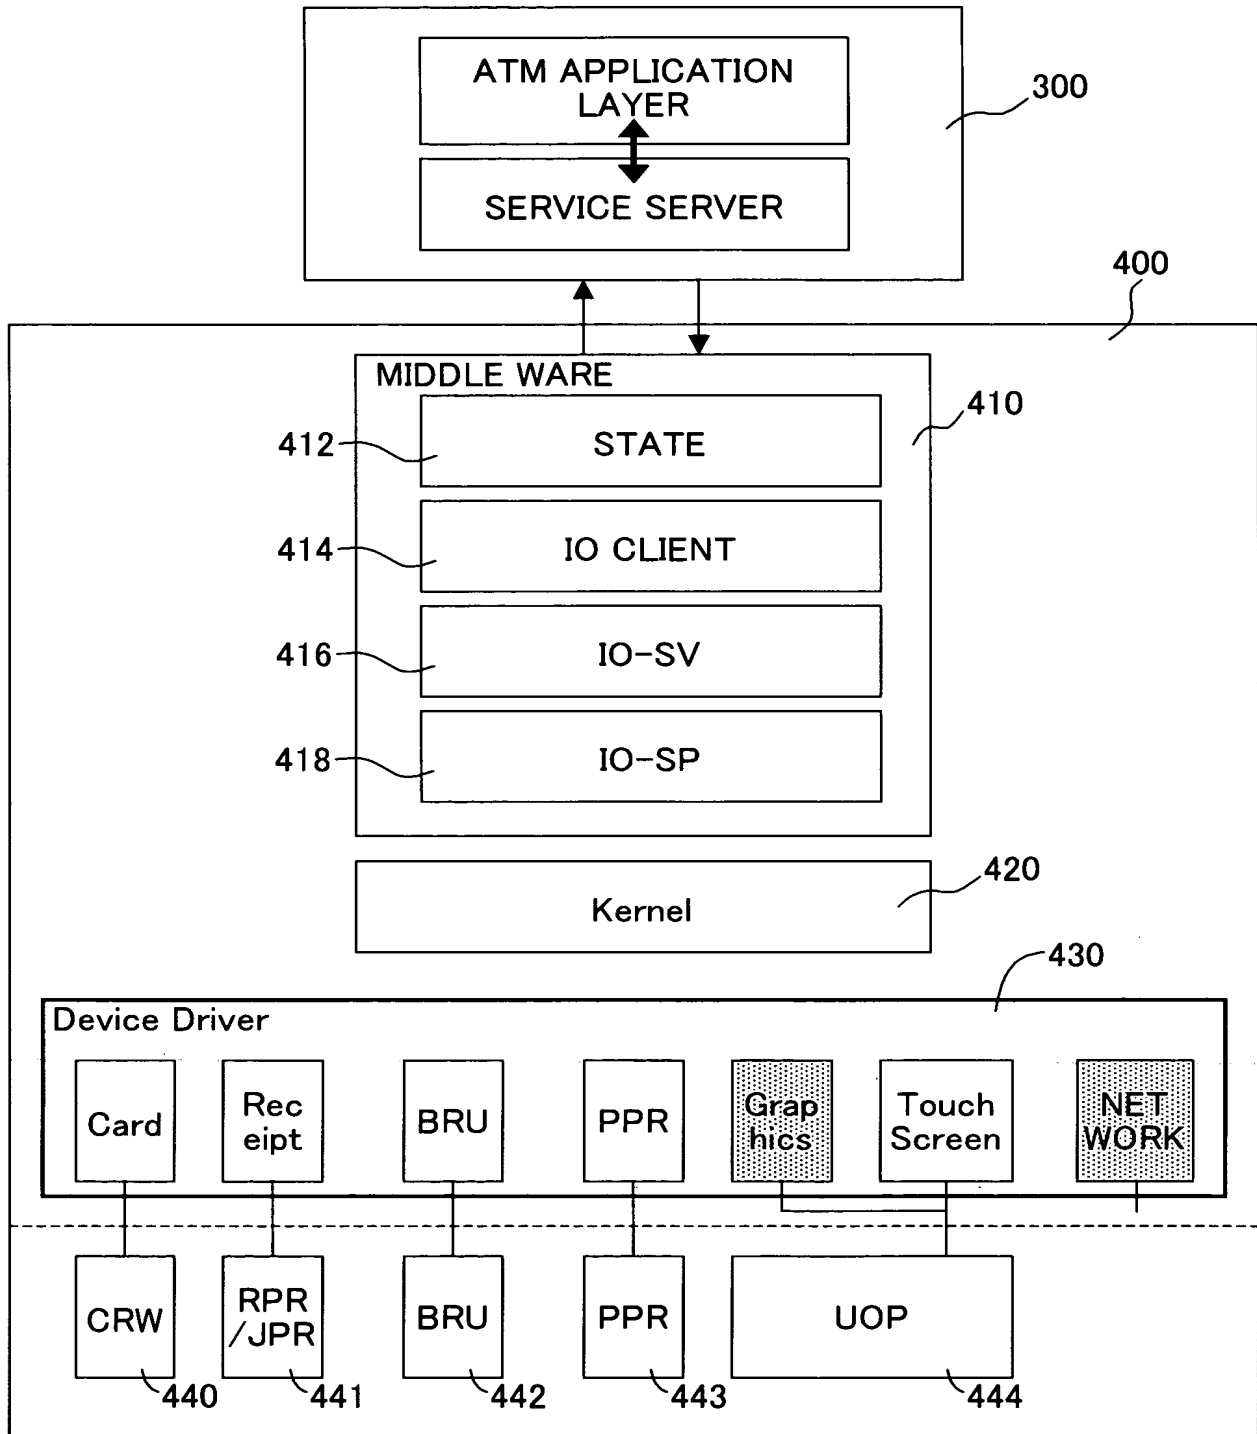 ATM APPLICATION
LAYER
300
SERVICE SERVER
400
MIDDLE WARE
410
412
STATE
414
IO CLIENT
416
IO-SV
418
IO-SP
420
Kernel
430
Device Driver
Card
Rec
eipt
BRU
PPR
Grap
hics
Touch
Screen
NET
WORK
CRW
RPR
/JPR
BRU
PPR
UOP
440
441
442
443
444